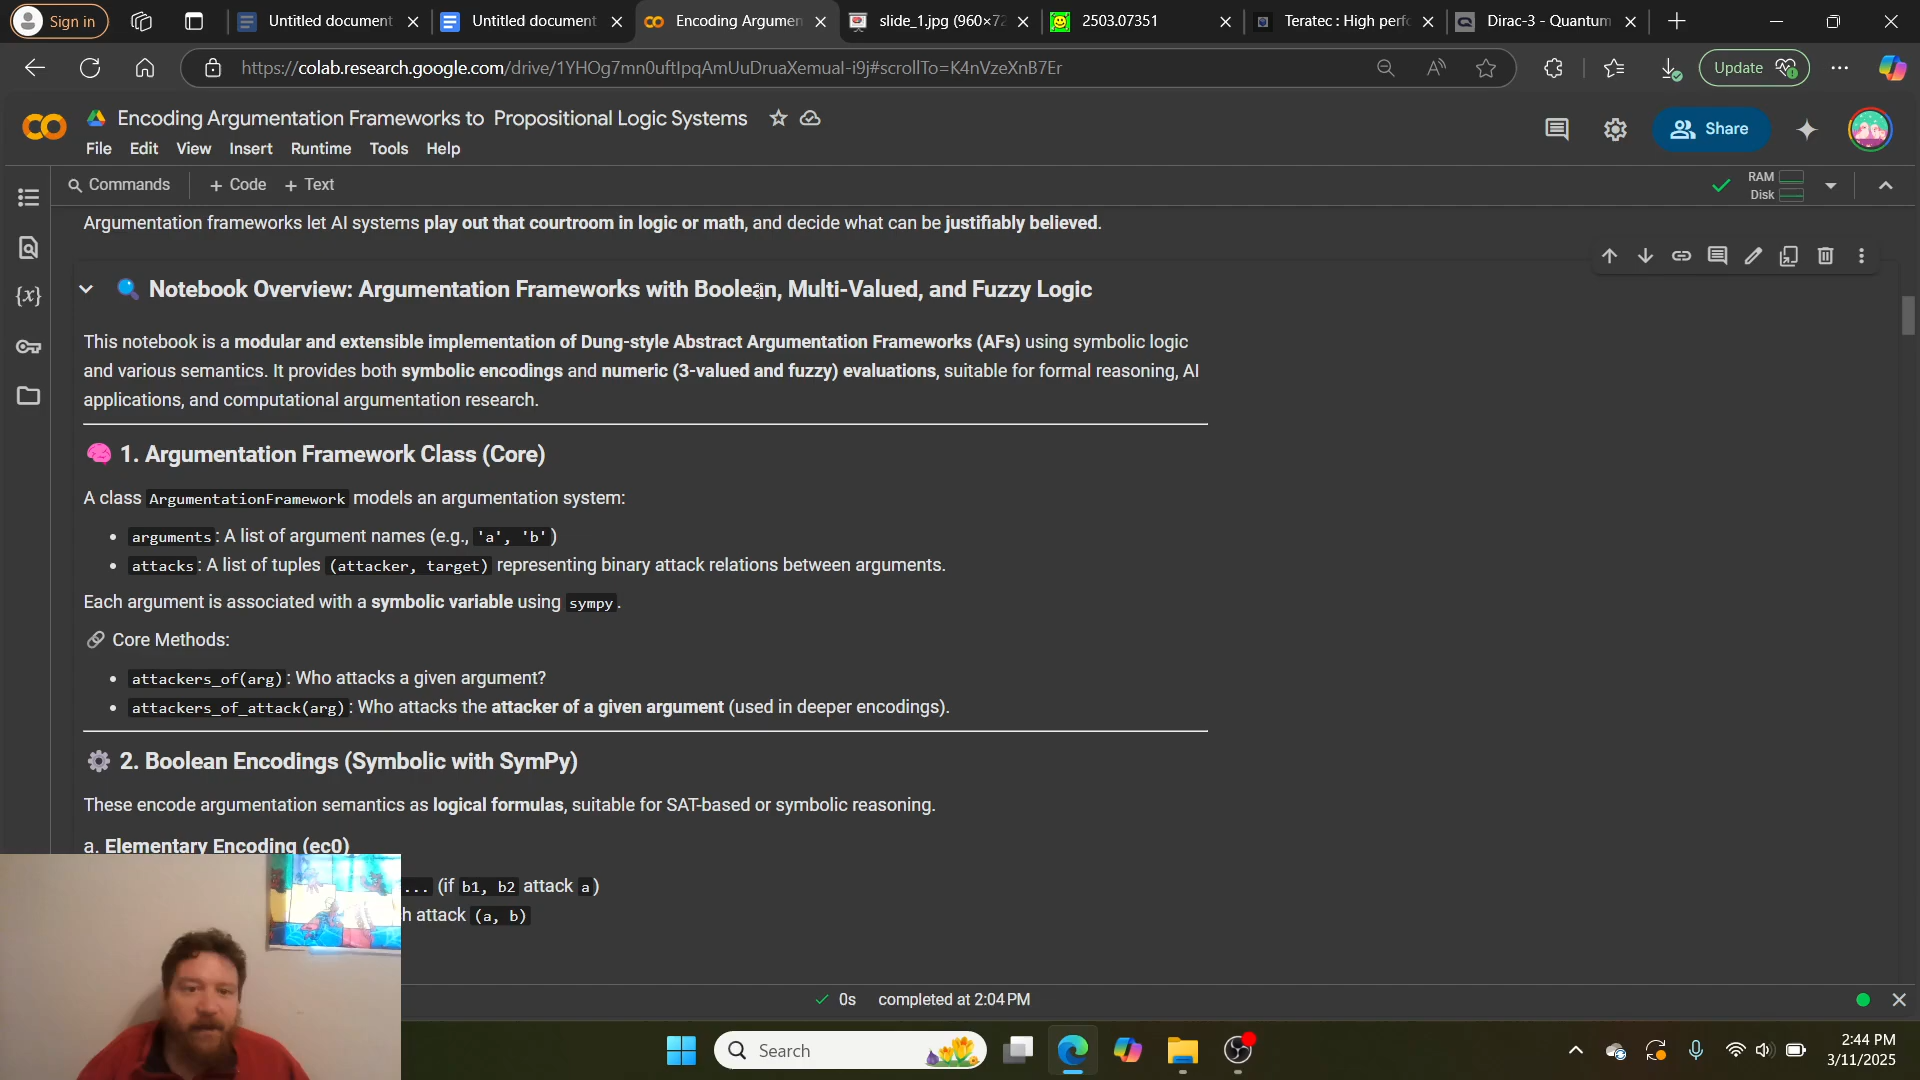 Sign in
Untitled document
Untitled document
Encoding Argumen
slide_1.jpg (960×72
2503.07351
Teratec : High perfo
Dirac-3 - Quantum
https://colab.research.google.com/drive/1YHOg7mn0uftIpqAmUuDruaXemuaI-i9j#scrollTo=K4nVzeXnB7Er
Update
Encoding Argumentation Frameworks to Propositional Logic Systems
File Edit View Insert Runtime Tools Help
Share
Commands + Code + Text
RAM
Disk
Argumentation frameworks let AI systems play out that courtroom in logic or math, and decide what can be justifiably believed.
Notebook Overview: Argumentation Frameworks with Boolean, Multi-Valued, and Fuzzy Logic
This notebook is a modular and extensible implementation of Dung-style Abstract Argumentation Frameworks (AFs) using symbolic logic
and various semantics. It provides both symbolic encodings and numeric (3-valued and fuzzy) evaluations, suitable for formal reasoning, AI
applications, and computational argumentation research.
1. Argumentation Framework Class (Core)
A class ArgumentationFramework models an argumentation system:
• arguments: A list of argument names (e.g., 'a', 'b')
• attacks: A list of tuples (attacker, target) representing binary attack relations between arguments.
Each argument is associated with a symbolic variable using sympy.
Core Methods:
• attackers_of(arg): Who attacks a given argument?
• attackers_of_attack(arg): Who attacks the attacker of a given argument (used in deeper encodings).
2. Boolean Encodings (Symbolic with SymPy)
These encode argumentation semantics as logical formulas, suitable for SAT-based or symbolic reasoning.
a. Elementary Encoding (ec0)
... (if b1, b2 attack a)
h attack (a, b)
0s completed at 2:04 PM
Search
2:44 PM
3/11/2025